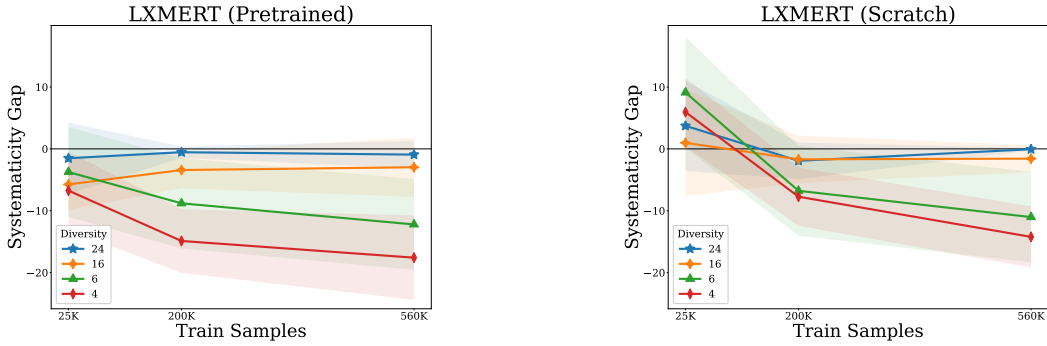 LXMERT (Pretrained)
Systematicity Gap
10
0
−10
−20
Diversity
24
16
6
4
25K 200K 560K
Train Samples
LXMERT (Scratch)
Systematicity Gap
10
0
−10
−20
Diversity
24
16
6
4
25K 200K 560K
Train Samples